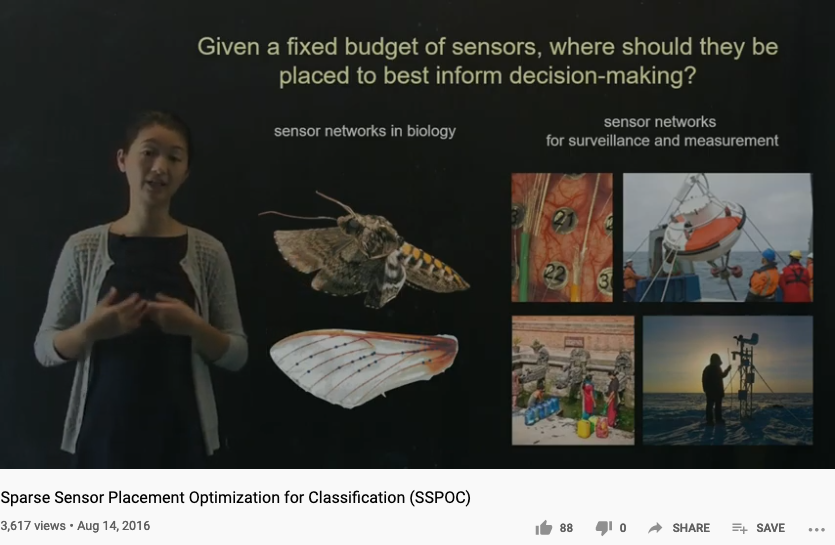 Given a fixed budget of sensors, where should they be
placed to best inform decision-making?
sensor networks in biology
sensor networks
for surveillance and measurement
21
22
3
Sparse Sensor Placement Optimization for Classification (SSPOC)
3,617 views • Aug 14, 2016
88
0
SHARE
SAVE